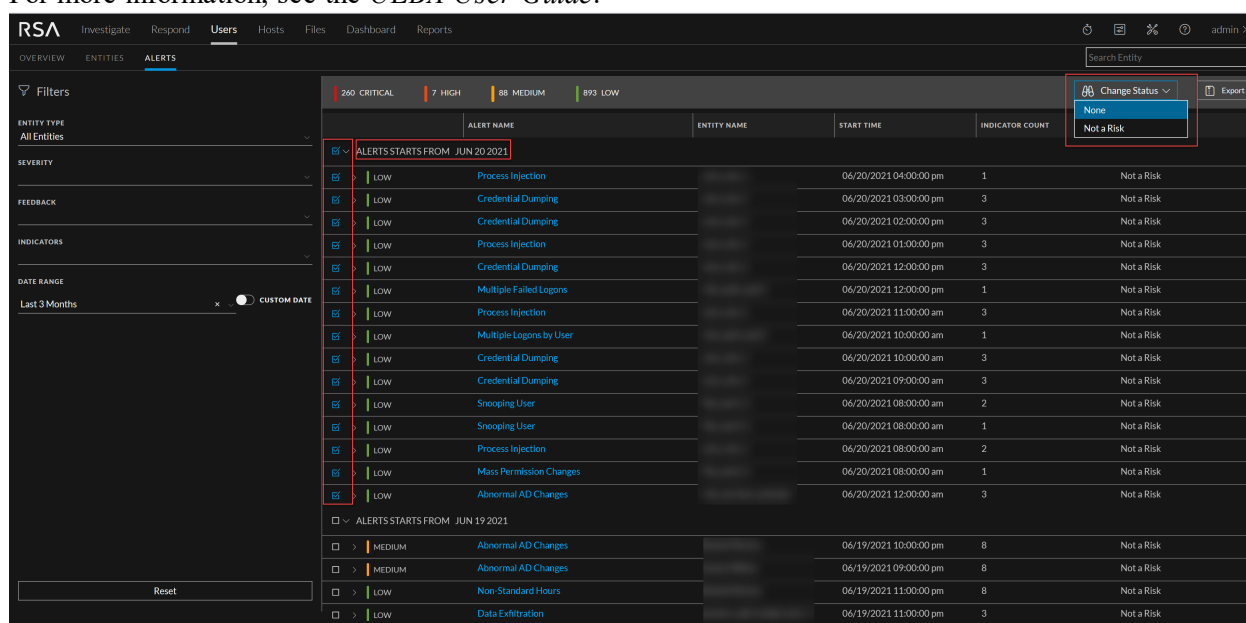 For more information, see the UEBA User Guide.
RSA Investigate Respond Users Hosts Files Dashboard Reports admin
OVERVIEW ENTITIES ALERTS Search Entity
Filters 260 CRITICAL 7 HIGH 88 MEDIUM 893 LOW Change Status Export
None
Not a Risk
ENTITY TYPE
All Entities
SEVERITY
FEEDBACK
INDICATORS
DATE RANGE
Last 3 Months × CUSTOM DATE
Reset
ALERT NAME ENTITY NAME START TIME INDICATOR COUNT
ALERTS STARTS FROM JUN 20 2021
LOW Process Injection 06/20/2021 04:00:00 pm 1 Not a Risk
LOW Credential Dumping 06/20/2021 03:00:00 pm 3 Not a Risk
LOW Credential Dumping 06/20/2021 02:00:00 pm 3 Not a Risk
LOW Process Injection 06/20/2021 01:00:00 pm 3 Not a Risk
LOW Credential Dumping 06/20/2021 12:00:00 pm 3 Not a Risk
LOW Multiple Failed Logons 06/20/2021 12:00:00 pm 1 Not a Risk
LOW Process Injection 06/20/2021 11:00:00 am 3 Not a Risk
LOW Multiple Logons by User 06/20/2021 10:00:00 am 1 Not a Risk
LOW Credential Dumping 06/20/2021 10:00:00 am 3 Not a Risk
LOW Credential Dumping 06/20/2021 09:00:00 am 3 Not a Risk
LOW Snooping User 06/20/2021 08:00:00 am 2 Not a Risk
LOW Snooping User 06/20/2021 08:00:00 am 1 Not a Risk
LOW Process Injection 06/20/2021 08:00:00 am 2 Not a Risk
LOW Mass Permission Changes 06/20/2021 08:00:00 am 1 Not a Risk
LOW Abnormal AD Changes 06/20/2021 12:00:00 am 3 Not a Risk
ALERTS STARTS FROM JUN 19 2021
MEDIUM Abnormal AD Changes 06/19/2021 10:00:00 pm 8 Not a Risk
MEDIUM Abnormal AD Changes 06/19/2021 09:00:00 pm 8 Not a Risk
LOW Non-Standard Hours 06/19/2021 11:00:00 pm 8 Not a Risk
LOW Data Exfiltration 06/19/2021 11:00:00 pm 3 Not a Risk